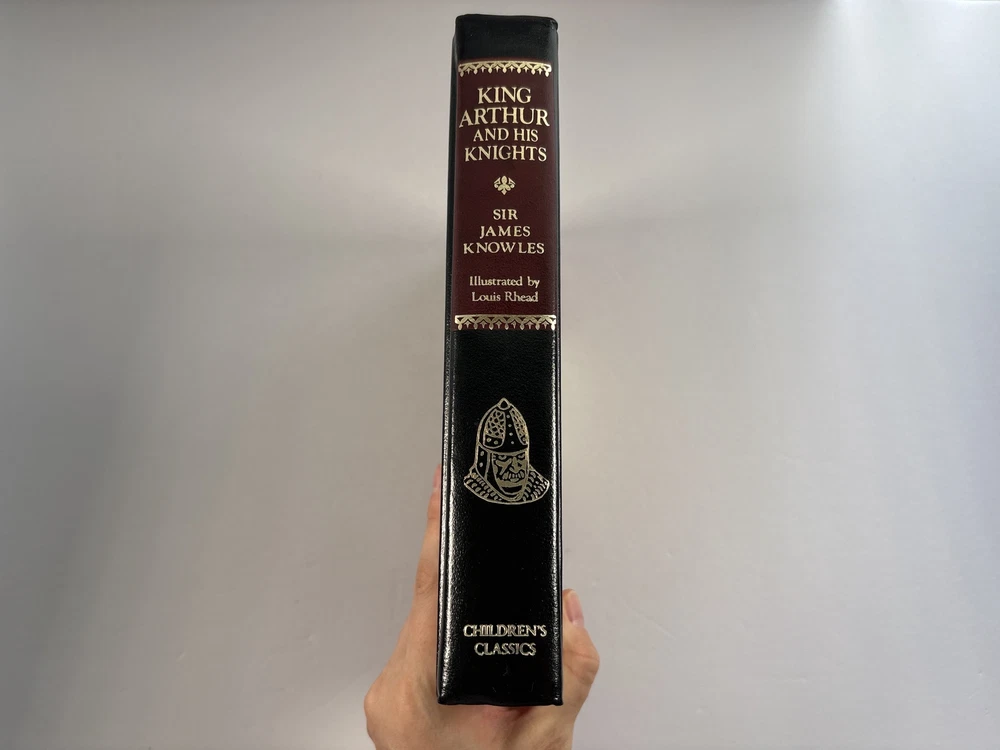 KING
ARTHUR
AND HIS
KNIGHTS
SIR
JAMES
KNOWLES
Illustrated by
Louis Rhead
CHILDREN'S
CLASSICS